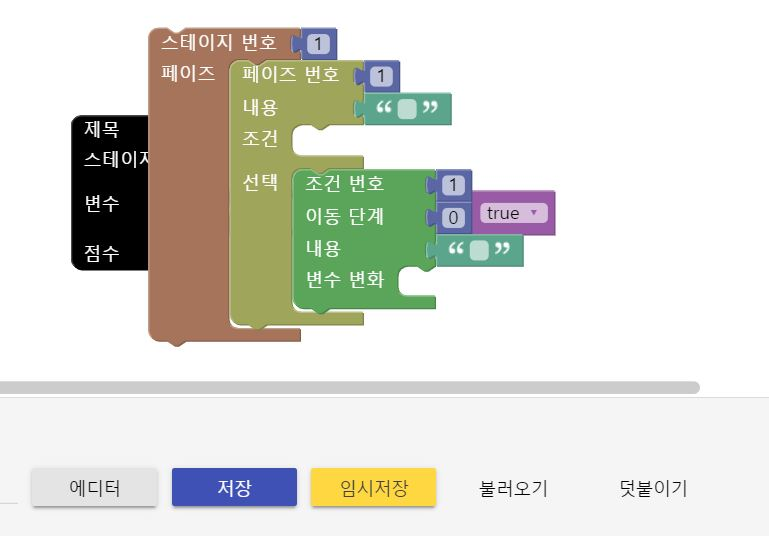 스테이지 번호 1
페이즈 페이즈 번호 1
내용 “ ”
조건
제목
스테이지
선택 조건 번호 1
변수 이동 단계 0 true
내용 “ ”
점수 변수 변화
에디터 저장 임시저장 불러오기 덧붙이기